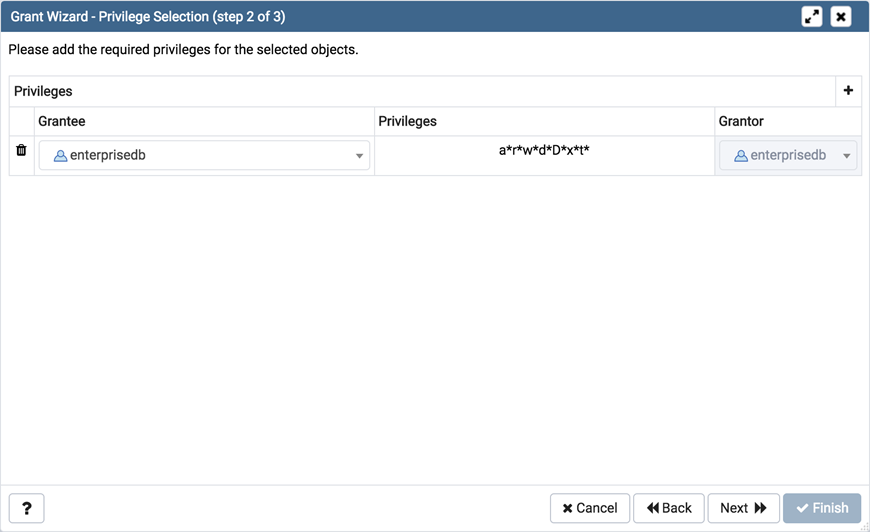 Grant Wizard - Privilege Selection (step 2 of 3)
Please add the required privileges for the selected objects.
Privileges +
Grantee Privileges Grantor
enterprisedb a*r*w*d*D*x*t* enterprisedb
? Cancel Back Next Finish